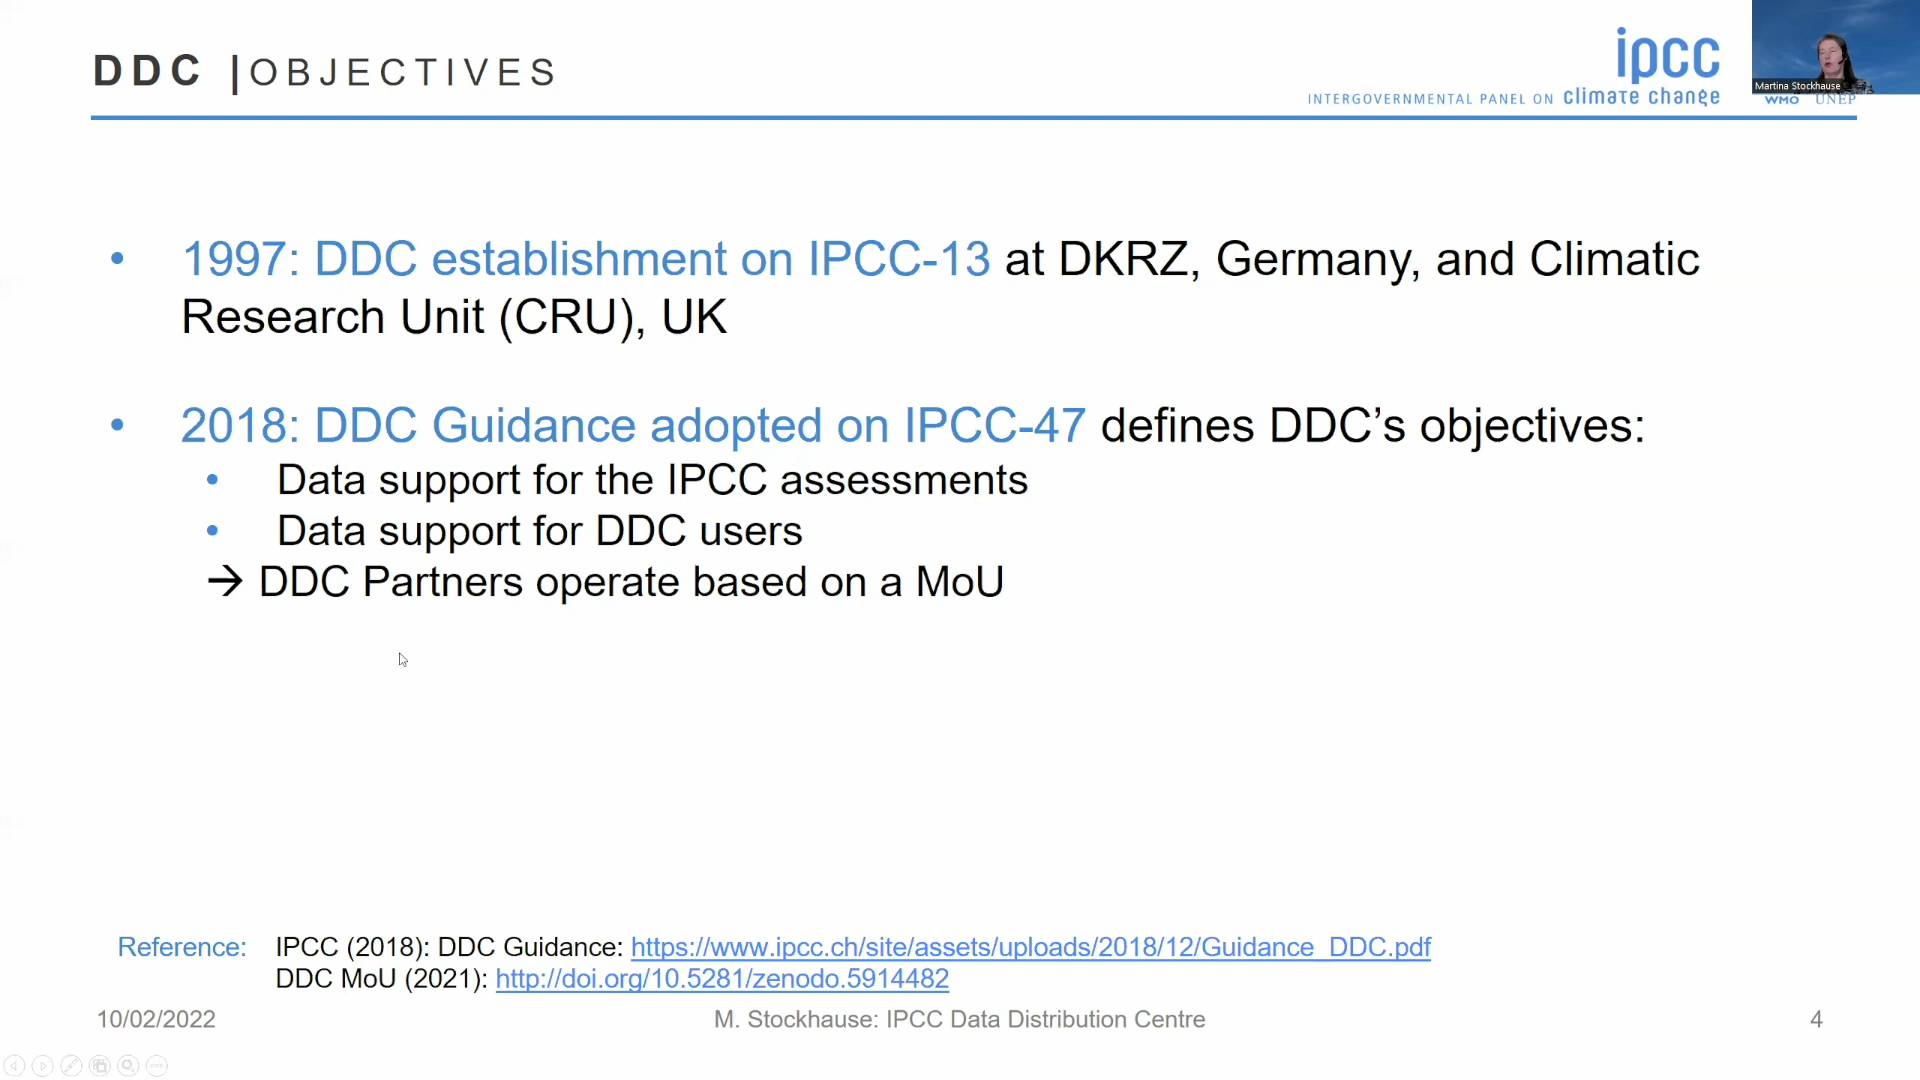 DDC |OBJECTIVES
ipcc
INTERGOVERNMENTAL PANEL ON climate change
Martina Stockhause
WMO UNEP
• 1997: DDC establishment on IPCC-13 at DKRZ, Germany, and Climatic
Research Unit (CRU), UK
• 2018: DDC Guidance adopted on IPCC-47 defines DDC’s objectives:
• Data support for the IPCC assessments
• Data support for DDC users
→ DDC Partners operate based on a MoU
Reference: IPCC (2018): DDC Guidance: https://www.ipcc.ch/site/assets/uploads/2018/12/Guidance_DDC.pdf
DDC MoU (2021): http://doi.org/10.5281/zenodo.5914482
10/02/2022 M. Stockhause: IPCC Data Distribution Centre 4